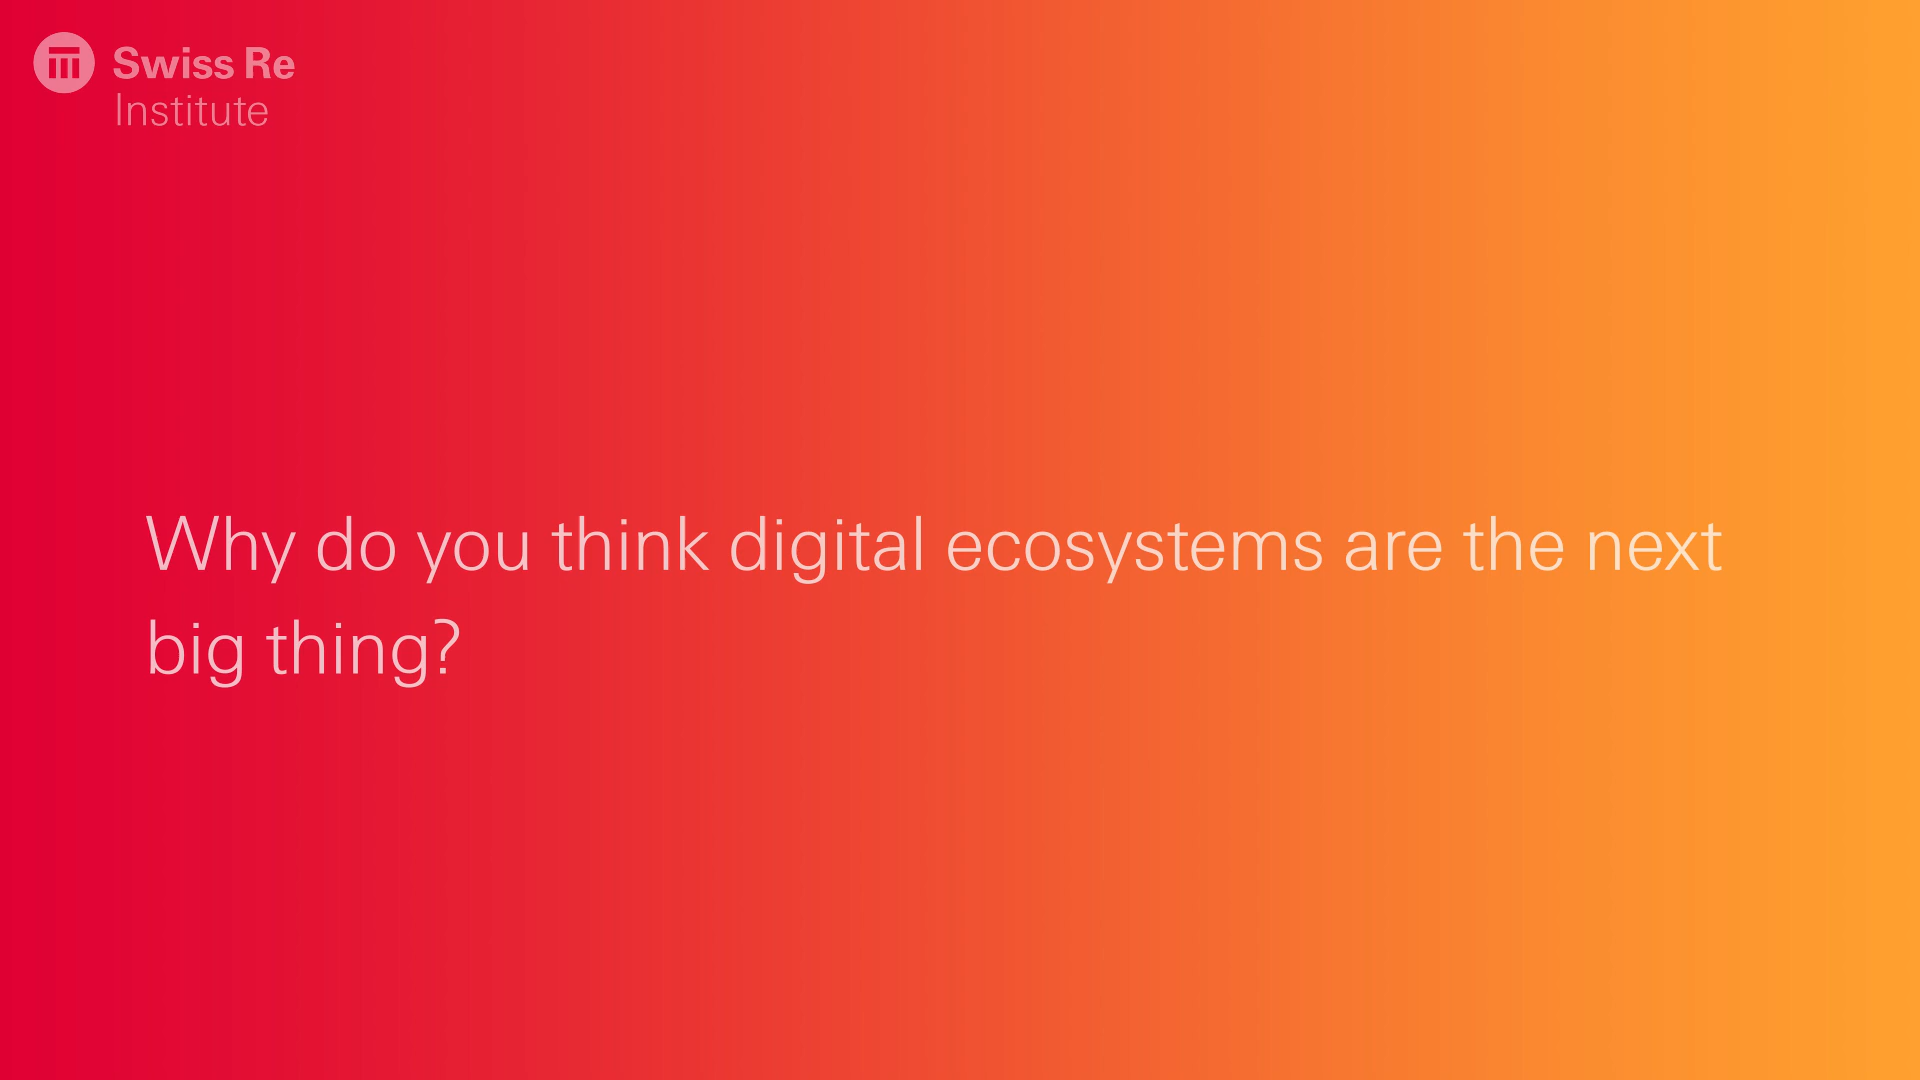 Swiss Re
Institute
Why do you think digital ecosystems are the next
big thing?